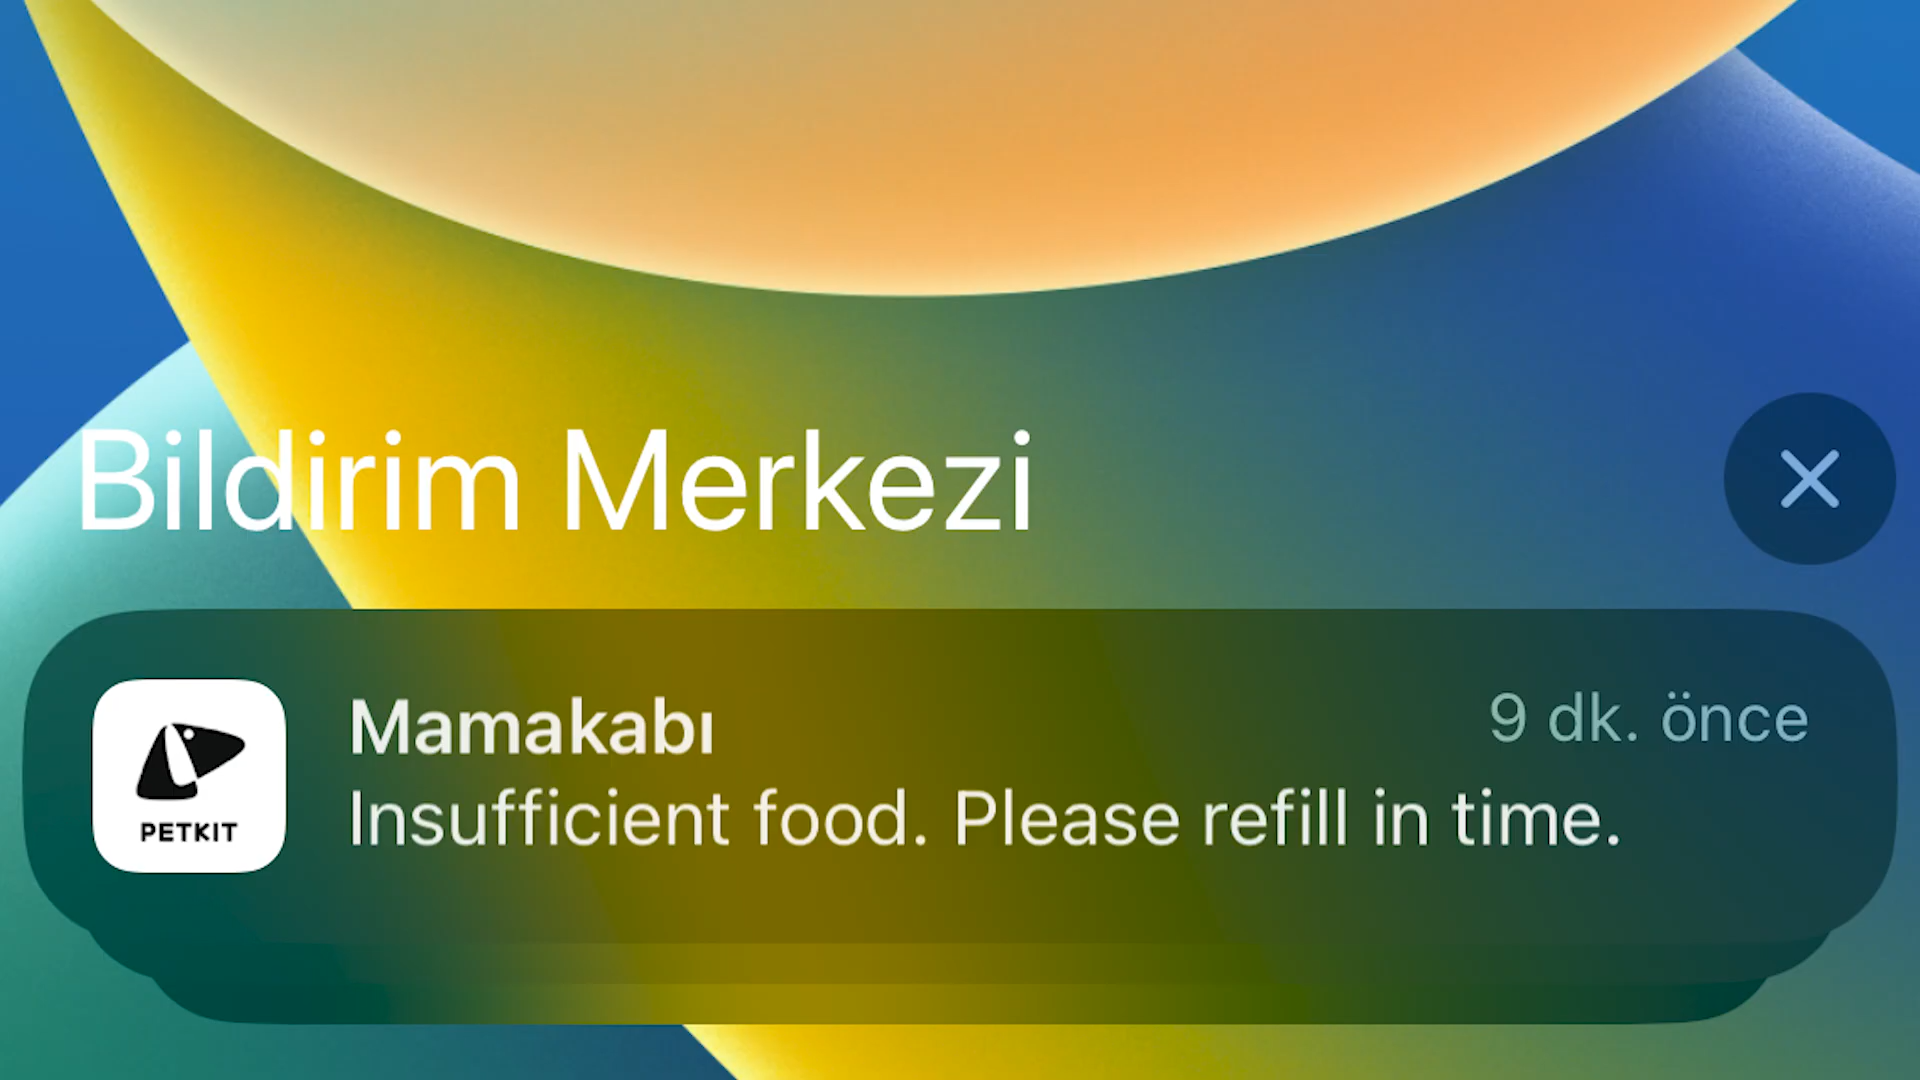 Bildirim Merkezi
PETKIT
Mamakabı
9 dk. önce
Insufficient food. Please refill in time.